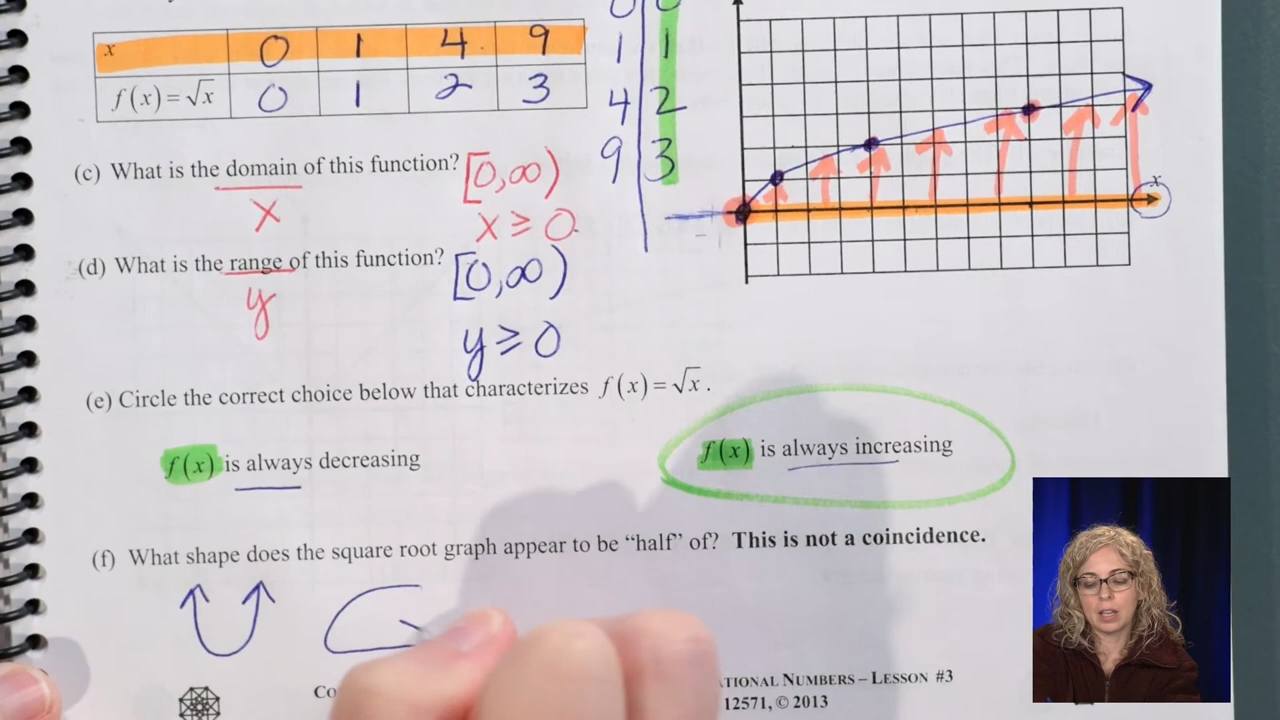 x 0 1 4 9
f(x)=√x 0 1 2 3
1 1
4 2
9 3
x
(c) What is the domain of this function? [0,∞)
x x ≥ 0
(d) What is the range of this function? [0,∞)
y y ≥ 0
(e) Circle the correct choice below that characterizes f(x)=√x.
f(x) is always decreasing f(x) is always increasing
(f) What shape does the square root graph appear to be “half” of? This is not a coincidence.
NUMBERS – LESSON #3
12571, © 2013